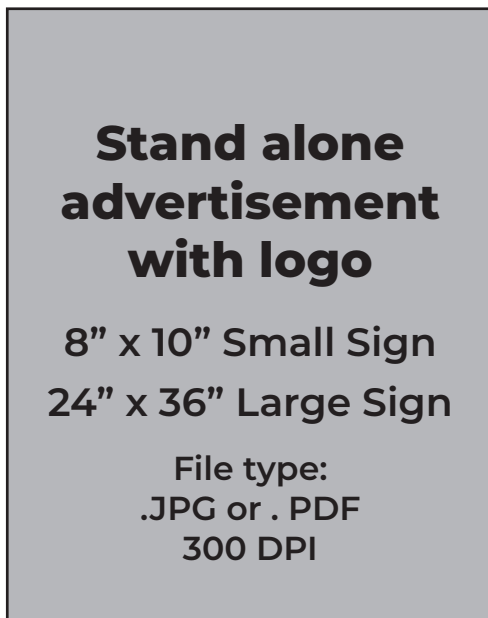 Stand alone
advertisement
with logo
8” x 10” Small Sign
24” x 36” Large Sign
File type:
.JPG or . PDF
300 DPI